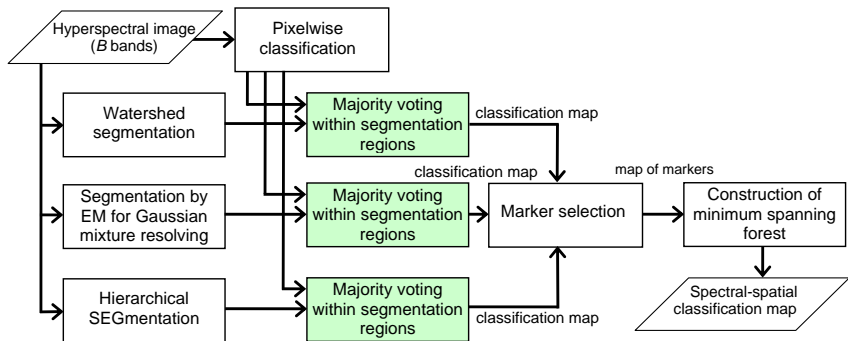 Hyperspectral image
(B bands)
Pixelwise
classification
Watershed
segmentation
Majority voting
within segmentation
regions
classification map
Segmentation by
EM for Gaussian
mixture resolving
Majority voting
within segmentation
regions
classification map
Marker selection
map of markers
Construction of
minimum spanning
forest
Hierarchical
SEGmentation
Majority voting
within segmentation
regions
classification map
Spectral-spatial
classification map